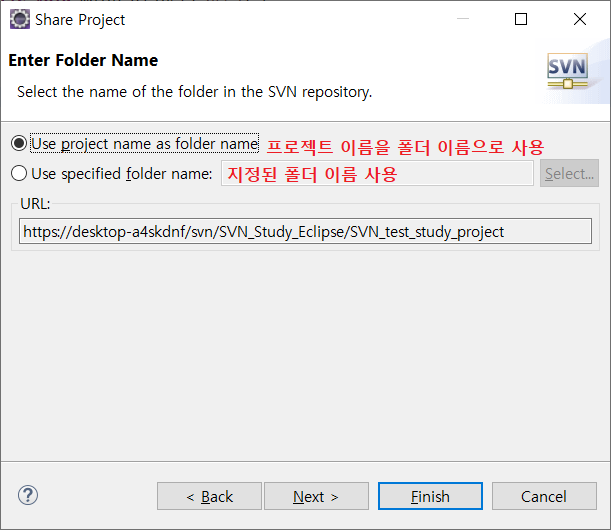 Share Project
Enter Folder Name
Select the name of the folder in the SVN repository.
SVN
Use project name as folder name 프로젝트 이름을 폴더 이름으로 사용
Use specified folder name: 지정된 폴더 이름 사용 Select...
URL:
https://desktop-a4skdnf/svn/SVN_Study_Eclipse/SVN_test_study_project
? < Back Next > Finish Cancel